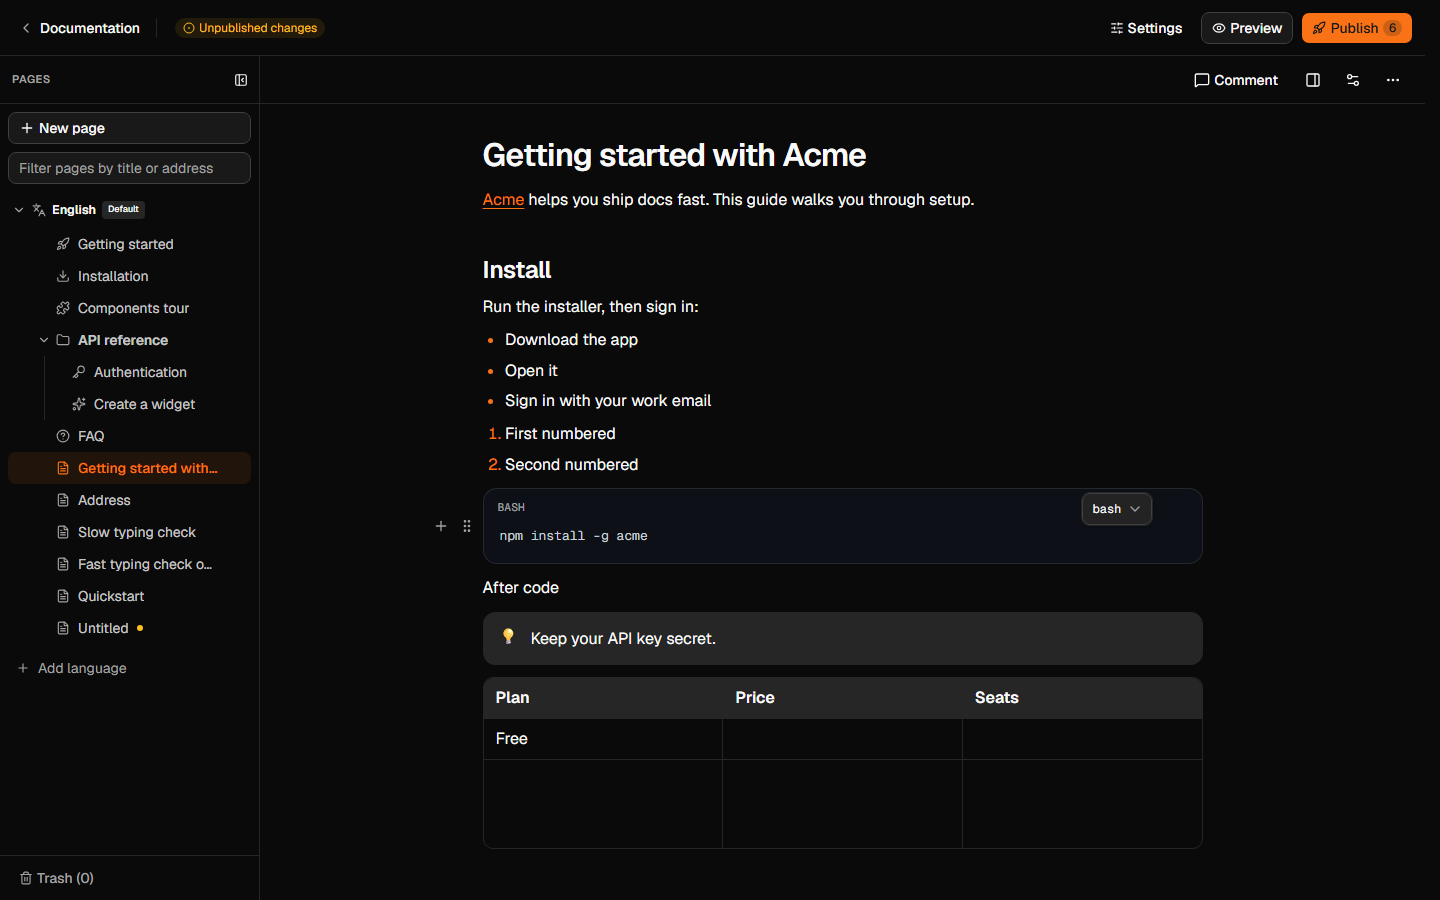 Documentation
Unpublished changes
Settings
Preview
Publish 6
PAGES
Comment
New page
Filter pages by title or address
English Default
Getting started
Installation
Components tour
API reference
Authentication
Create a widget
FAQ
Getting started with...
Address
Slow typing check
Fast typing check o...
Quickstart
Untitled
Add language
Trash (0)
Getting started with Acme
Acme helps you ship docs fast. This guide walks you through setup.
Install
Run the installer, then sign in:
Download the app
Open it
Sign in with your work email
1. First numbered
2. Second numbered
BASH
bash
npm install -g acme
After code
Keep your API key secret.
Plan Price Seats
Free